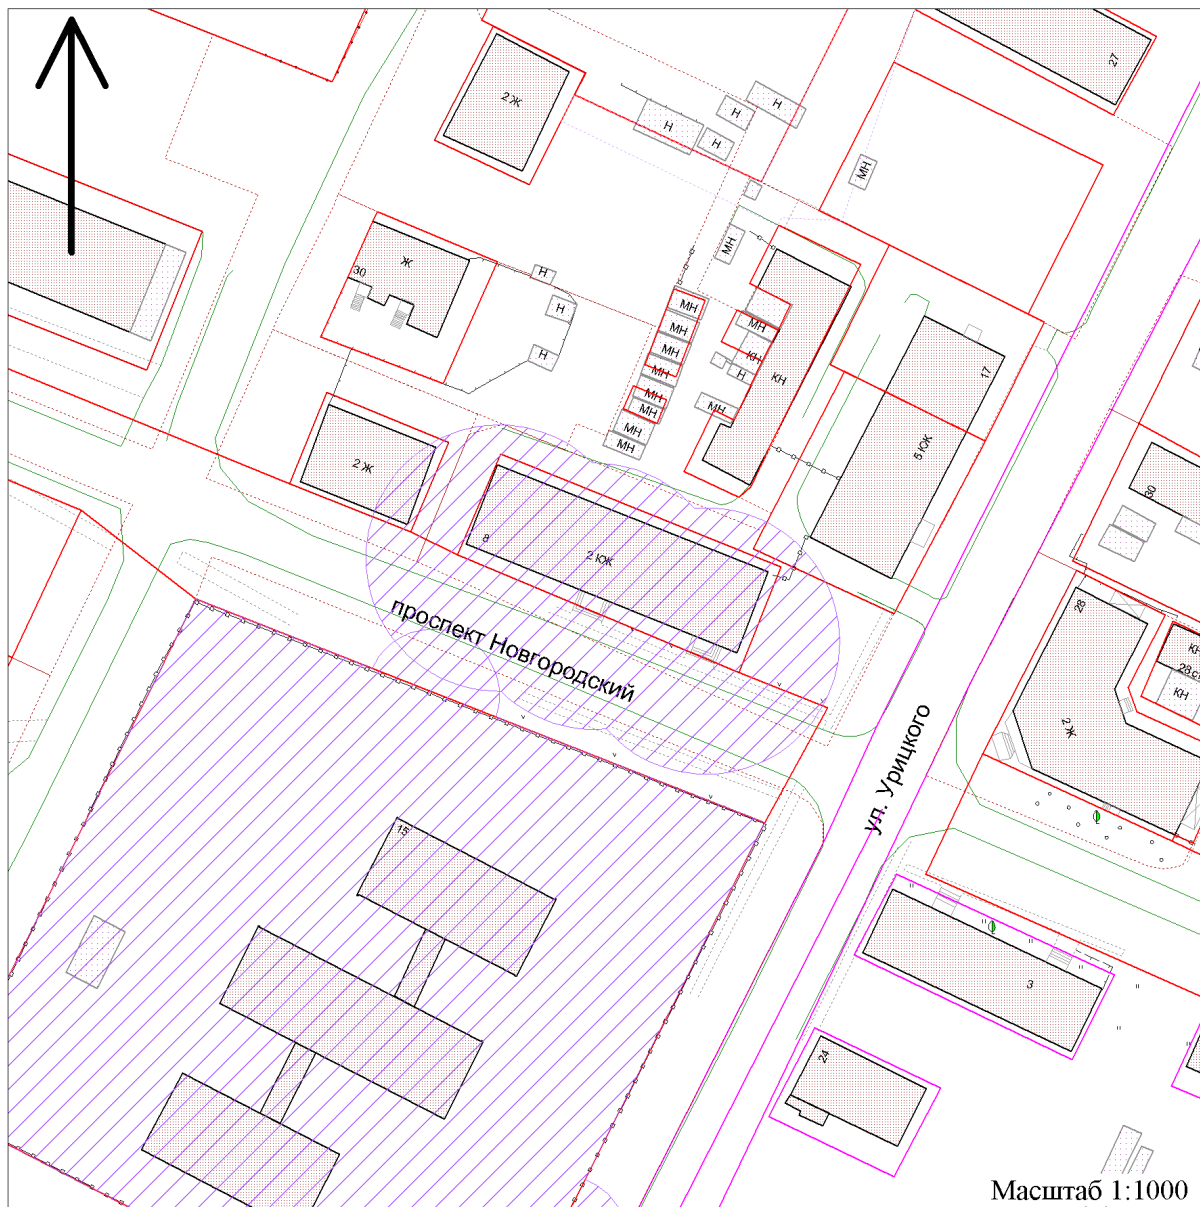 27
2 Ж
Н
Н
Н
Н
МН
МН
Ж
30
Н
Н
Н
МН
МН
МН
МН
МН
МН
МН
МН
МН
КН
Н
МН
КН
17
5 КЖ
2 Ж
8
2 КЖ
30
28
КН
28 с
КН
2 Ж
проспект Новгородский
ул. Урицкого
15
3
24
Масштаб 1:1000